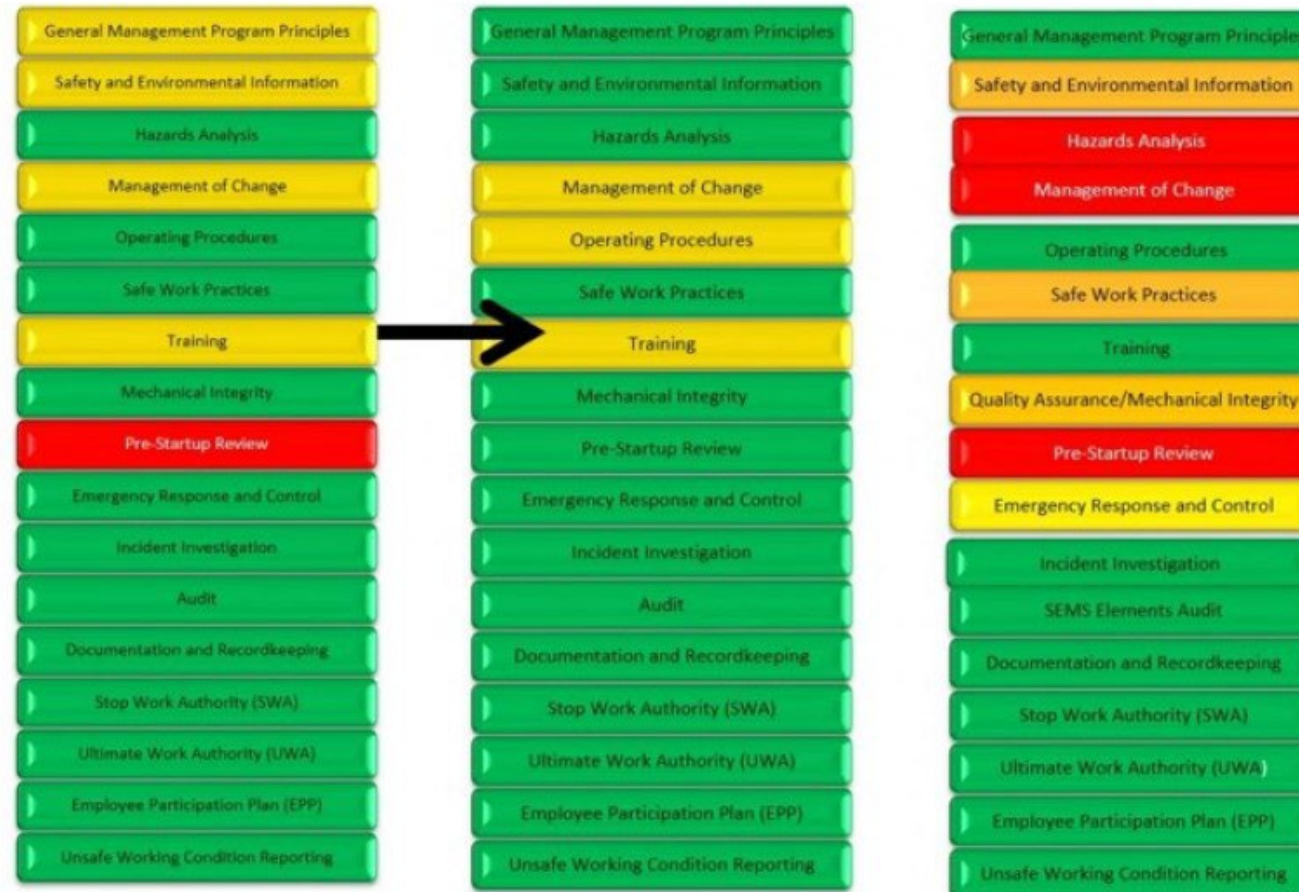 General Management Program Principles
Safety and Environmental Information
Hazards Analysis
Management of Change
Operating Procedures
Safe Work Practices
Training
Mechanical Integrity
Pre-Startup Review
Emergency Response and Control
Incident Investigation
Audit
Documentation and Recordkeeping
Stop Work Authority (SWA)
Ultimate Work Authority (UWA)
Employee Participation Plan (EPP)
Unsafe Working Condition Reporting
General Management Program Principles
Safety and Environmental Information
Hazards Analysis
Management of Change
Operating Procedures
Safe Work Practices
Training
Mechanical Integrity
Pre-Startup Review
Emergency Response and Control
Incident Investigation
Audit
Documentation and Recordkeeping
Stop Work Authority (SWA)
Ultimate Work Authority (UWA)
Employee Participation Plan (EPP)
Unsafe Working Condition Reporting
General Management Program Principle
Safety and Environmental Information
Hazards Analysis
Management of Change
Operating Procedures
Safe Work Practices
Training
Quality Assurance/Mechanical Integrity
Pre-Startup Review
Emergency Response and Control
Incident Investigation
SEMS Elements Audit
Documentation and Recordkeeping
Stop Work Authority (SWA)
Ultimate Work Authority (UWA)
Employee Participation Plan (EPP)
Unsafe Working Condition Reporting